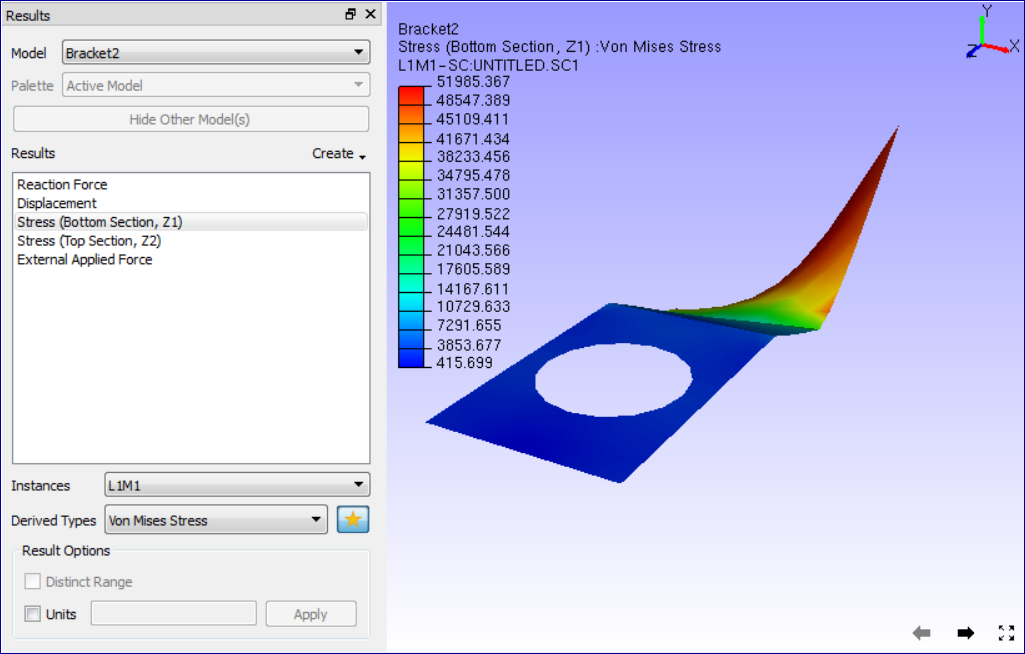 Results
Model Bracket2
Palette Active Model
Hide Other Model(s)
Results Create
Reaction Force
Displacement
Stress (Bottom Section, Z1)
Stress (Top Section, Z2)
External Applied Force
Instances L1M1
Derived Types Von Mises Stress
Result Options
Distinct Range
Units Apply
Bracket2
Stress (Bottom Section, Z1) :Von Mises Stress
L1M1-SC:UNTITLED.SC1
51985.367
48547.389
45109.411
41671.434
38233.456
34795.478
31357.500
27919.522
24481.544
21043.566
17605.589
14167.611
10729.633
7291.655
3853.677
415.699
Y
X
Z